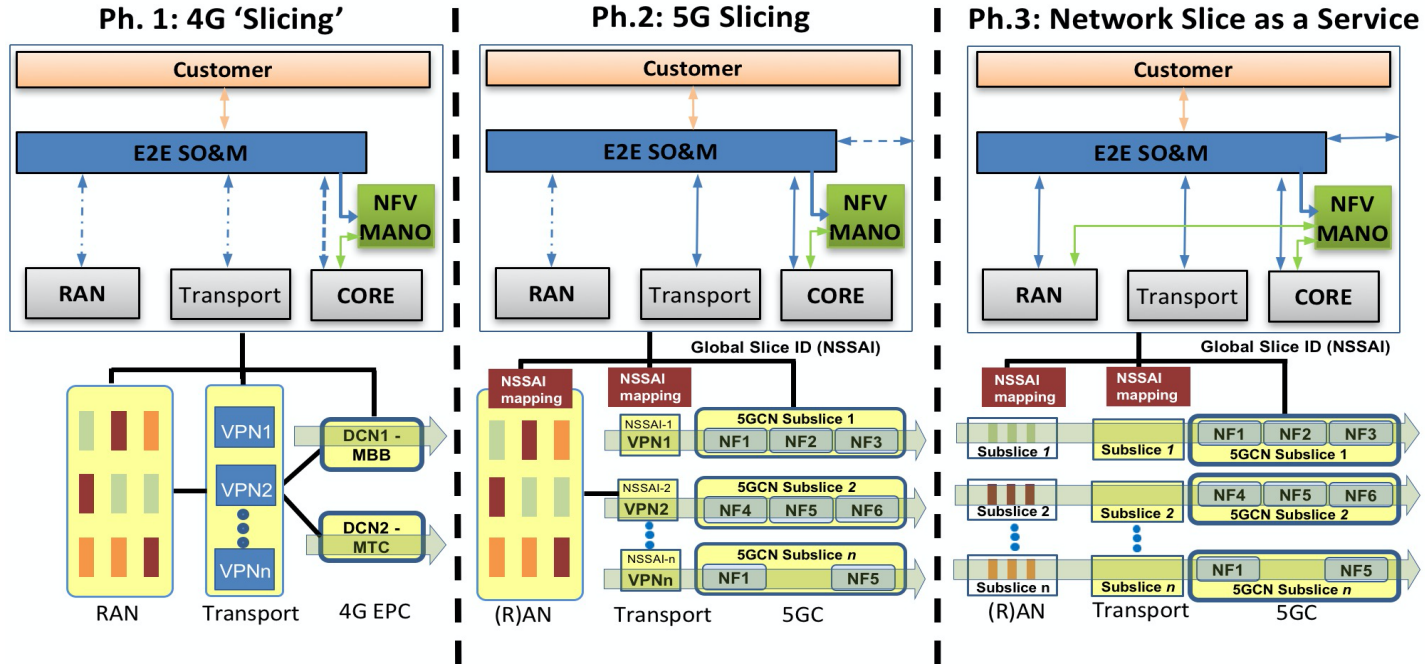 Ph. 1: 4G ‘Slicing’
Customer
E2E SO&M
NFV
MANO
RAN
Transport
CORE
VPN1
VPN2
VPNn
DCN1 -
MBB
DCN2 -
MTC
RAN
Transport
4G EPC
Ph.2: 5G Slicing
Customer
E2E SO&M
NFV
MANO
RAN
Transport
CORE
Global Slice ID (NSSAI)
NSSAI
mapping
NSSAI
mapping
NSSAI-1
VPN1
5GCN Subslice 1
NF1
NF2
NF3
NSSAI-2
VPN2
5GCN Subslice 2
NF4
NF5
NF6
NSSAI-n
VPNn
5GCN Subslice n
NF1
NF5
(R)AN
Transport
5GC
Ph.3: Network Slice as a Service
Customer
E2E SO&M
NFV
MANO
RAN
Transport
CORE
Global Slice ID (NSSAI)
NSSAI
mapping
NSSAI
mapping
Subslice 1
Subslice 1
NF1
NF2
NF3
5GCN Subslice 1
Subslice 2
Subslice 2
NF4
NF5
NF6
5GCN Subslice 2
Subslice n
Subslice n
NF1
NF5
5GCN Subslice n
(R)AN
Transport
5GC